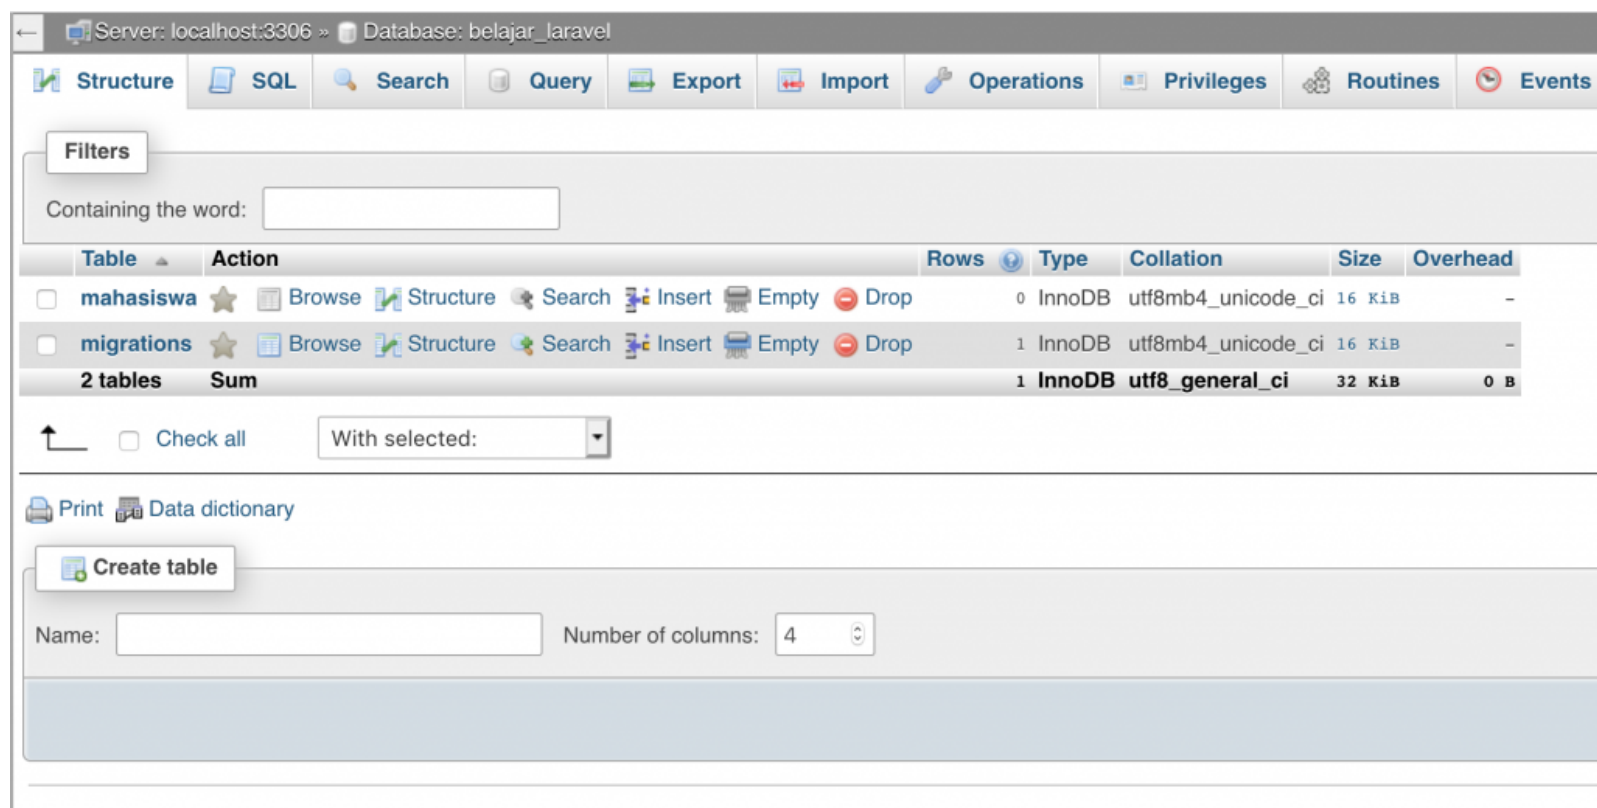 ← Server: localhost:3306 » Database: belajar_laravel
Structure SQL Search Query Export Import Operations Privileges Routines Events
Filters
Containing the word:
Table Action Rows Type Collation Size Overhead
mahasiswa Browse Structure Search Insert Empty Drop 0 InnoDB utf8mb4_unicode_ci 16 KiB –
migrations Browse Structure Search Insert Empty Drop 1 InnoDB utf8mb4_unicode_ci 16 KiB –
2 tables Sum 1 InnoDB utf8_general_ci 32 KiB 0 B
Check all With selected:
Print Data dictionary
Create table
Name: Number of columns: 4